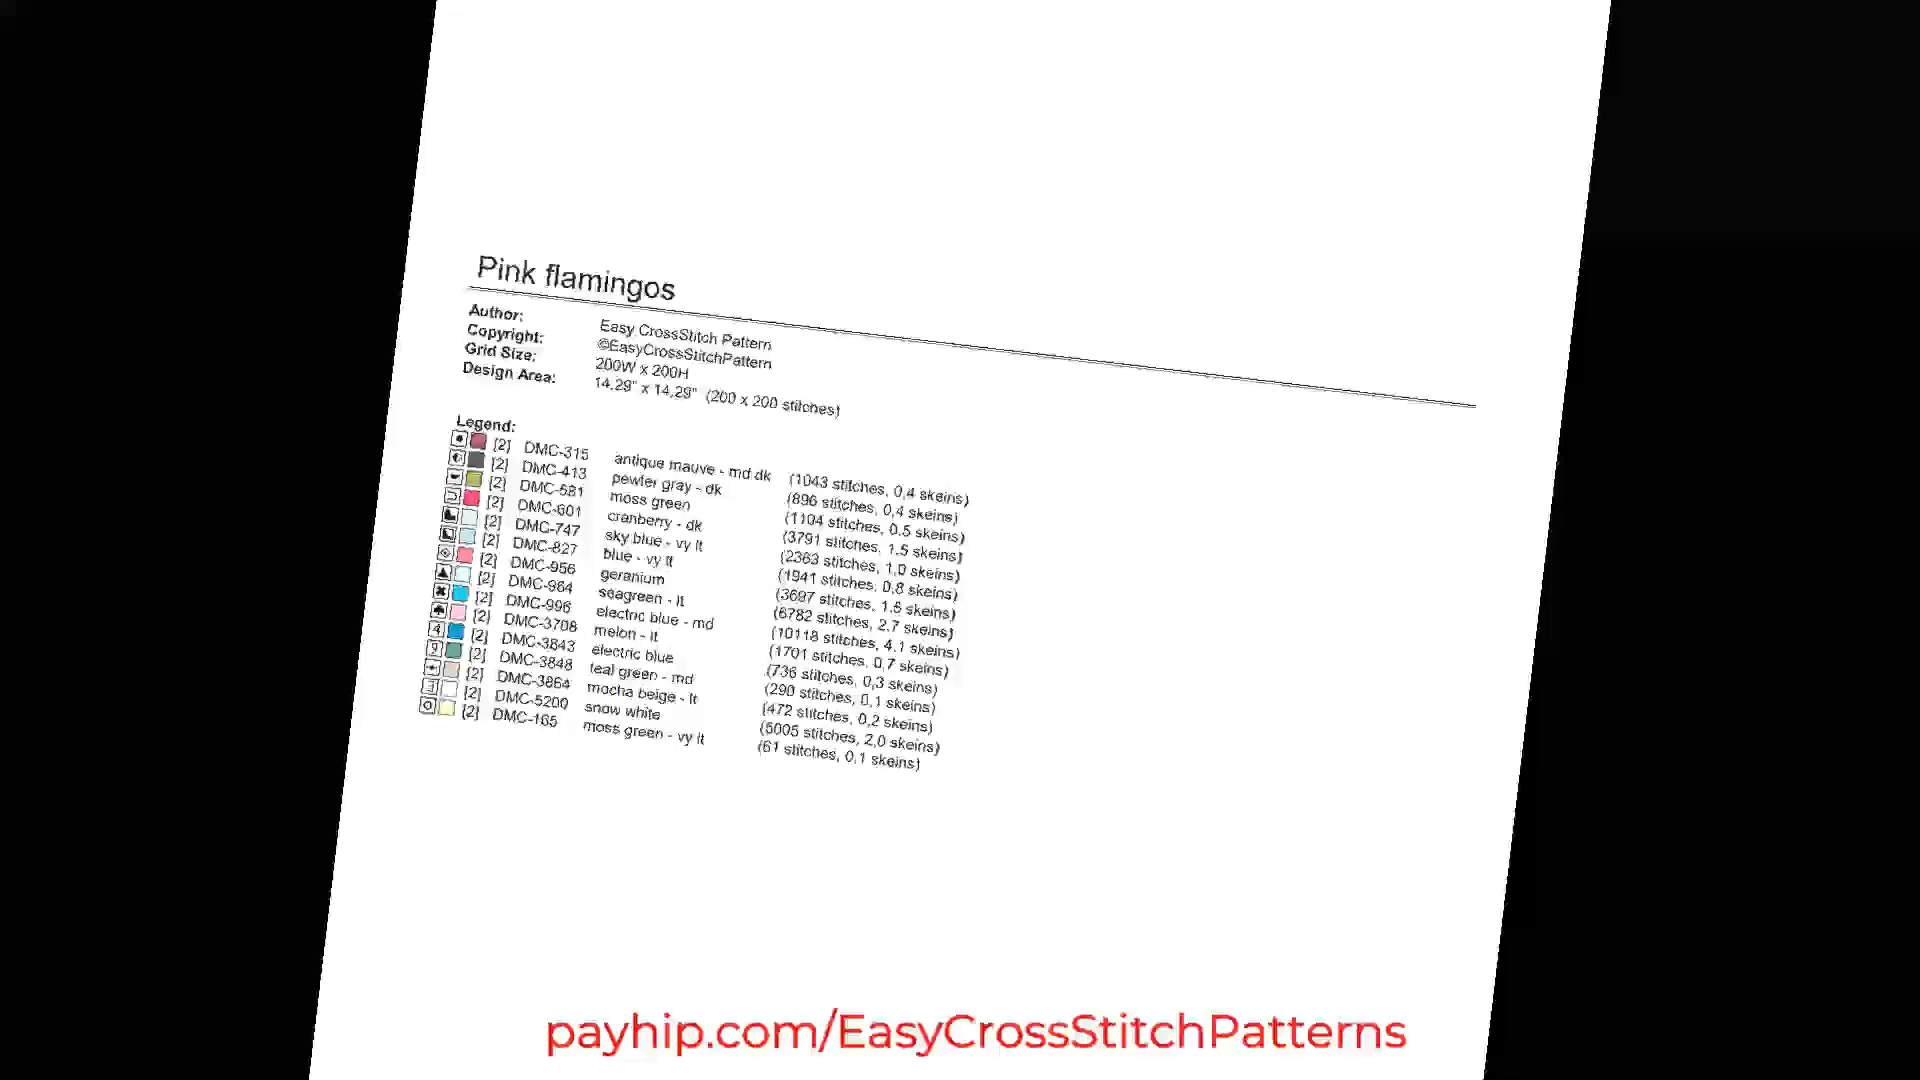 Pink flamingos
Author: Easy CrossStitch Pattern
Copyright: ©EasyCrossStitchPattern
Grid Size: 200W x 200H
Design Area: 14,29" x 14,29" (200 x 200 stitches)
Legend:
[2] DMC-315 antique mauve - md dk (1043 stitches, 0,4 skeins)
[2] DMC-413 pewter gray - dk (896 stitches, 0,4 skeins)
[2] DMC-581 moss green (1104 stitches, 0,5 skeins)
[2] DMC-601 cranberry - dk (3791 stitches, 1,5 skeins)
[2] DMC-747 sky blue - vy lt (2363 stitches, 1,0 skeins)
[2] DMC-827 blue - vy lt (1941 stitches, 0,8 skeins)
[2] DMC-956 geranium (3697 stitches, 1,5 skeins)
[2] DMC-964 seagreen - lt (6782 stitches, 2,7 skeins)
[2] DMC-996 electric blue - md (10118 stitches, 4,1 skeins)
[2] DMC-3708 melon - lt (1701 stitches, 0,7 skeins)
4 [2] DMC-3843 electric blue (736 stitches, 0,3 skeins)
9 [2] DMC-3848 teal green - md (290 stitches, 0,1 skeins)
[2] DMC-3864 mocha beige - lt (472 stitches, 0,2 skeins)
[2] DMC-5200 snow white (5005 stitches, 2,0 skeins)
[2] DMC-165 moss green - vy lt (61 stitches, 0,1 skeins)
payhip.com/EasyCrossStitchPatterns